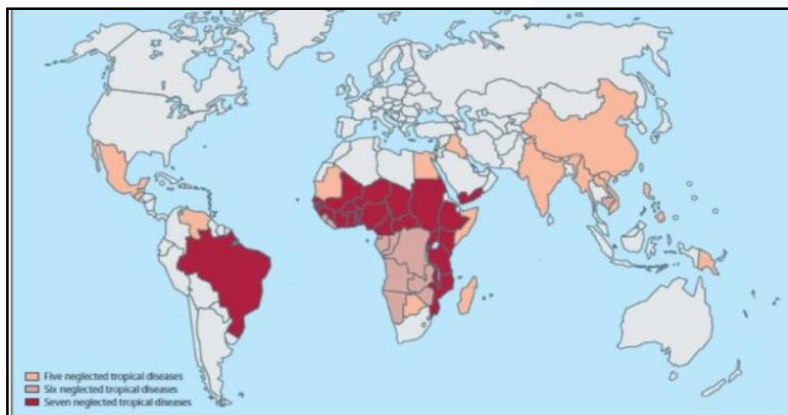 Five neglected tropical diseases
Six neglected tropical diseases
Seven neglected tropical diseases